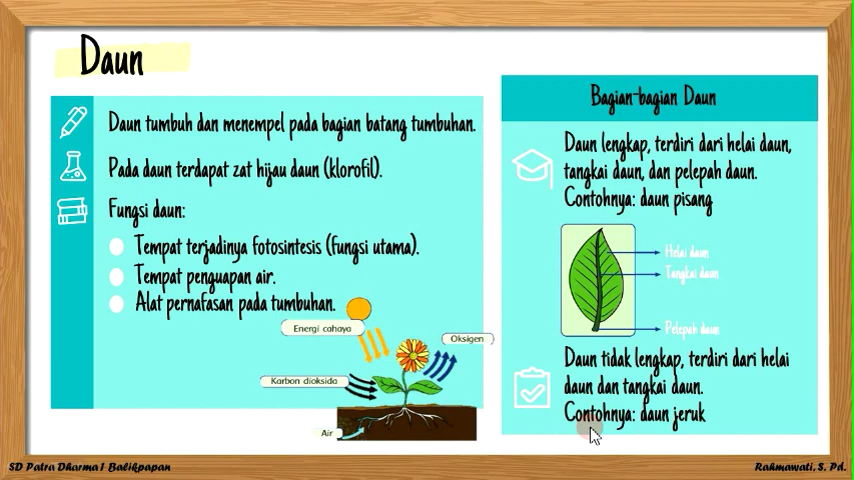 Daun
Daun tumbuh dan menempel pada bagian batang tumbuhan.
Pada daun terdapat zat hijau daun (klorofil).
Fungsi daun:
Tempat terjadinya fotosintesis (fungsi utama).
Tempat penguapan air.
Alat pernafasan pada tumbuhan.
Energi cahaya
Oksigen
Karbon dioksida
Air
Bagian-bagian Daun
Daun lengkap, terdiri dari helai daun,
tangkai daun, dan pelepah daun.
Contohnya: daun pisang
Helai daun
Tangkai daun
Pelepah daun
Daun tidak lengkap, terdiri dari helai
daun dan tangkai daun.
Contohnya: daun jeruk
SD Patra Dharma 1 Balikpapan
Rahmawati, S. Pd.